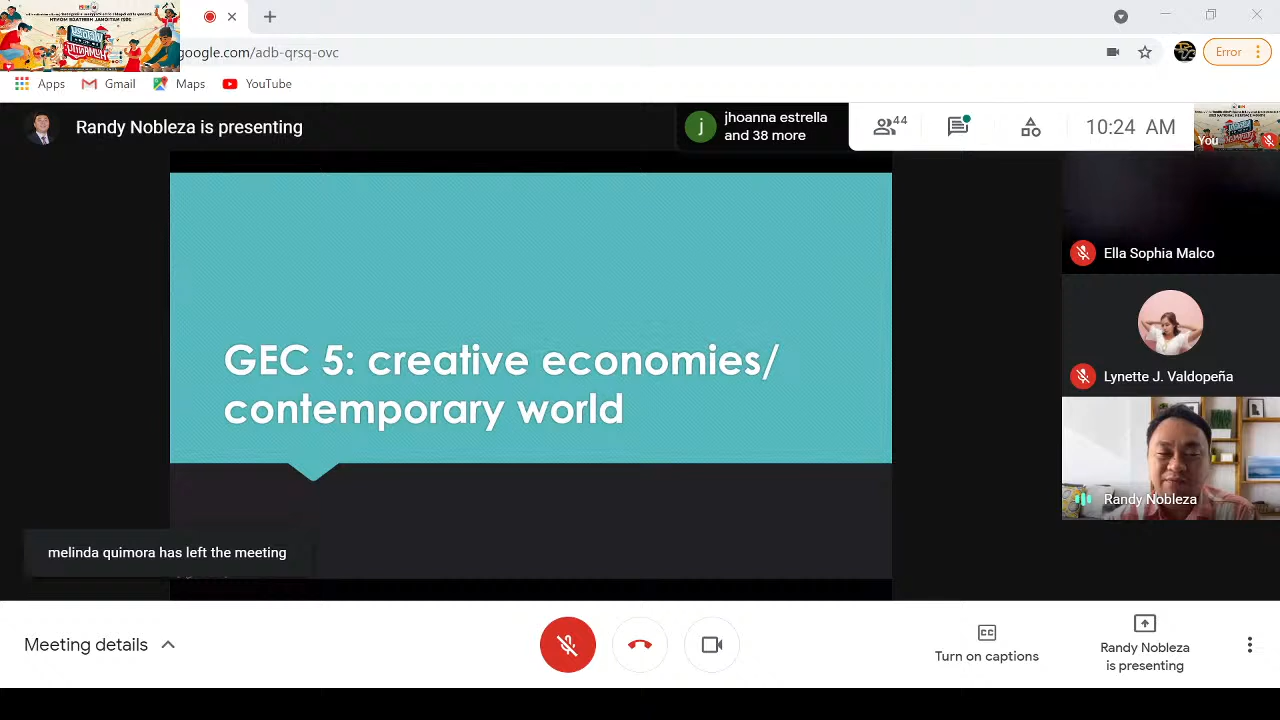 google.com/adb-qrsq-ovc
Error
Apps
Gmail
Maps
YouTube
Randy Nobleza is presenting
j
jhoanna estrella
and 38 more
44
10:24 AM
You
GEC 5: creative economies/
contemporary world
Ella Sophia Malco
Lynette J. Valdopeña
Randy Nobleza
melinda quimora has left the meeting
Meeting details
CC
Turn on captions
Randy Nobleza
is presenting